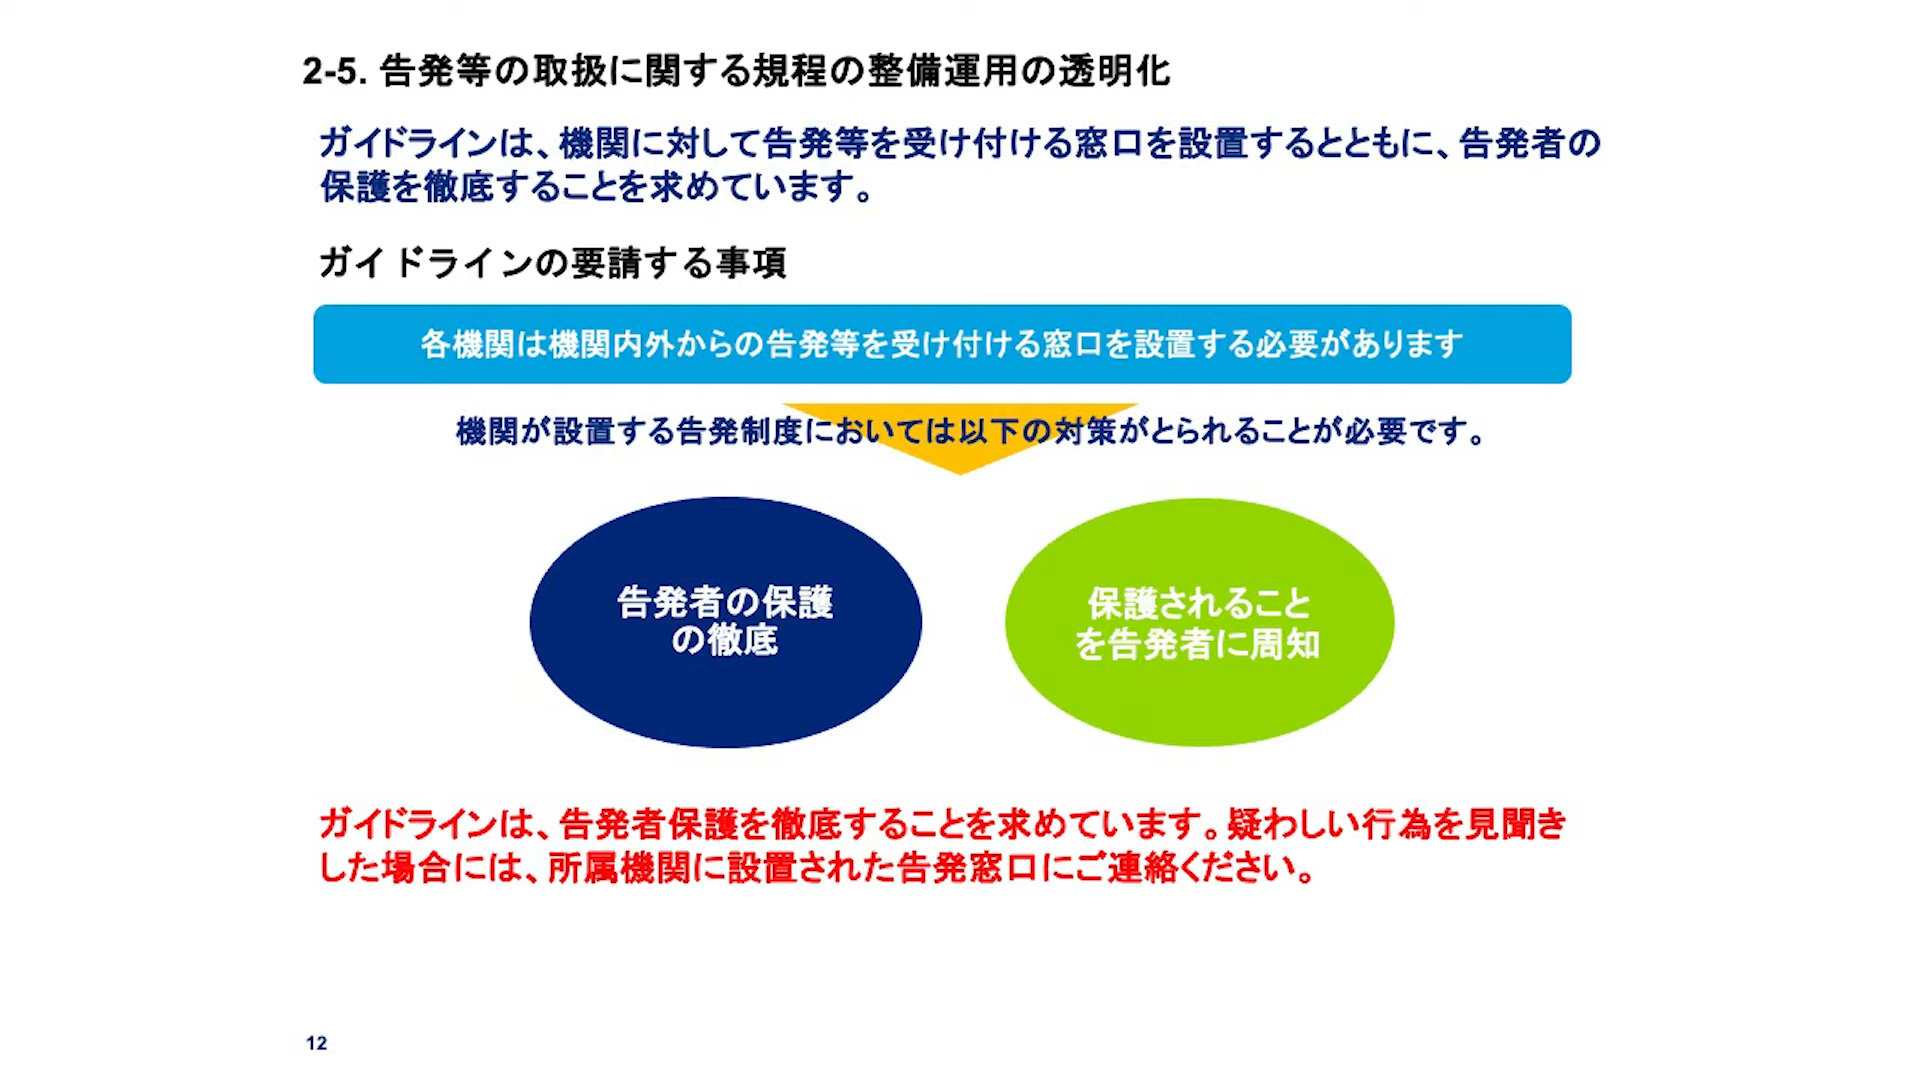 2-5. 告発等の取扱に関する規程の整備運用の透明化
ガイドラインは、機関に対して告発等を受け付ける窓口を設置するとともに、告発者の
保護を徹底することを求めています。
ガイドラインの要請する事項
各機関は機関内外からの告発等を受け付ける窓口を設置する必要があります
機関が設置する告発制度においては以下の対策がとられることが必要です。
告発者の保護
の徹底
保護されること
を告発者に周知
ガイドラインは、告発者保護を徹底することを求めています。疑わしい行為を見聞き
した場合には、所属機関に設置された告発窓口にご連絡ください。
12